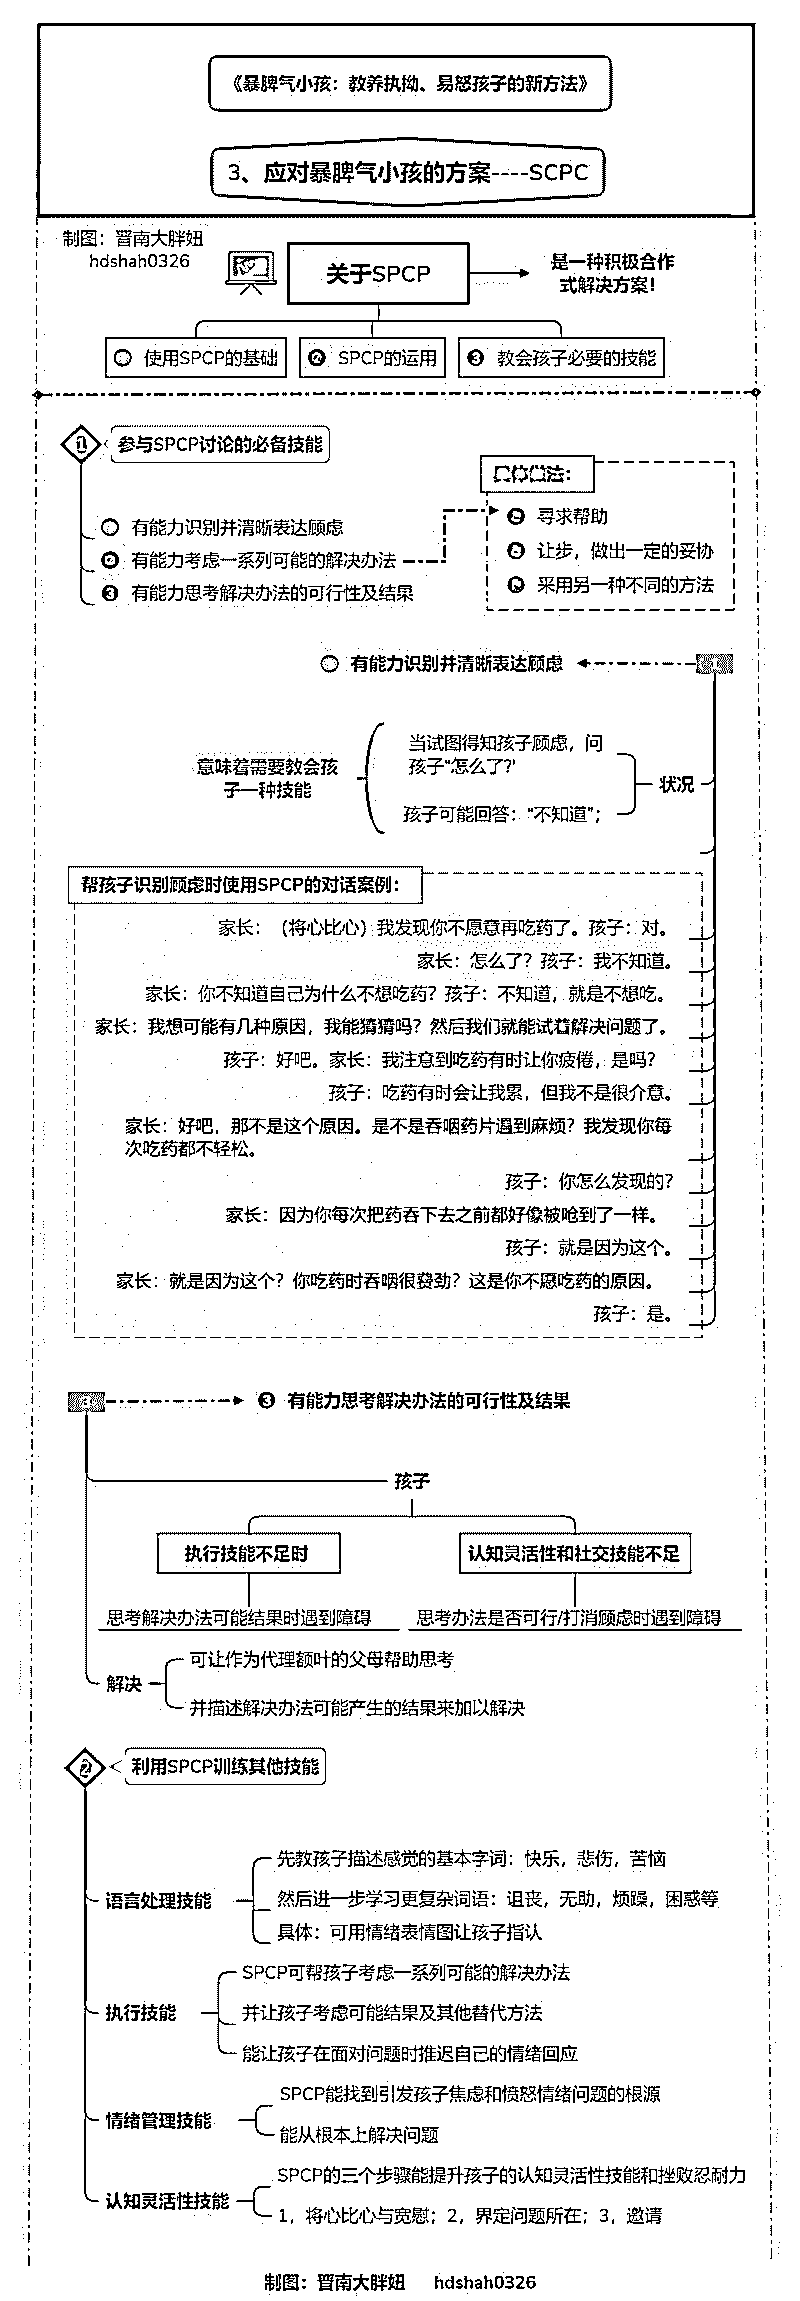 《暴脾气小孩：教养执拗、易怒孩子的新方法》
3、应对暴脾气小孩的方案----SCPC
制图：晋南大胖妞
hdshah0326
关于SPCP
是一种积极合作
式解决方案！
使用SPCP的基础
❷ SPCP的运用
❸ 教会孩子必要的技能
参与SPCP讨论的必备技能
有能力识别并清晰表达顾虑
❷ 有能力考虑一系列可能的解决办法
❸ 有能力思考解决办法的可行性及结果
寻求帮助
让步，做出一定的妥协
采用另一种不同的方法
有能力识别并清晰表达顾虑
当试图得知孩子顾虑，问
孩子“怎么了？”
孩子可能回答：“不知道”；
状况
意味着需要教会孩
子一种技能
帮孩子识别顾虑时使用SPCP的对话案例：
家长：（将心比心）我发现你不愿意再吃药了。孩子：对。
家长：怎么了？孩子：我不知道。
家长：你不知道自己为什么不想吃药？孩子：不知道，就是不想吃。
家长：我想可能有几种原因，我能猜猜吗？然后我们就能试着解决问题了。
孩子：好吧。家长：我注意到吃药有时让你疲倦，是吗？
孩子：吃药有时会让我累，但我不是很介意。
家长：好吧，那不是这个原因。是不是吞咽药片遇到麻烦？我发现你每
次吃药都不轻松。
孩子：你怎么发现的？
家长：因为你每次把药吞下去之前都好像被呛到了一样。
孩子：就是因为这个。
家长：就是因为这个？你吃药时吞咽很费劲？这是你不愿吃药的原因。
孩子：是。
❸ 有能力思考解决办法的可行性及结果
孩子
执行技能不足时
认知灵活性和社交技能不足
思考解决办法可能结果时遇到障碍
思考办法是否可行/打消顾虑时遇到障碍
解决
可让作为代理额叶的父母帮助思考
并描述解决办法可能产生的结果来加以解决
2
利用SPCP训练其他技能
语言处理技能
先教孩子描述感觉的基本字词：快乐，悲伤，苦恼
然后进一步学习更复杂词语：沮丧，无助，烦躁，困惑等
具体：可用情绪表情图让孩子指认
执行技能
SPCP可帮孩子考虑一系列可能的解决办法
并让孩子考虑可能结果及其他替代方法
能让孩子在面对问题时推迟自己的情绪回应
情绪管理技能
SPCP能找到引发孩子焦虑和愤怒情绪问题的根源
能从根本上解决问题
认知灵活性技能
SPCP的三个步骤能提升孩子的认知灵活性技能和挫败忍耐力
1，将心比心与宽慰；2，界定问题所在；3，邀请
制图：晋南大胖妞 hdshah0326